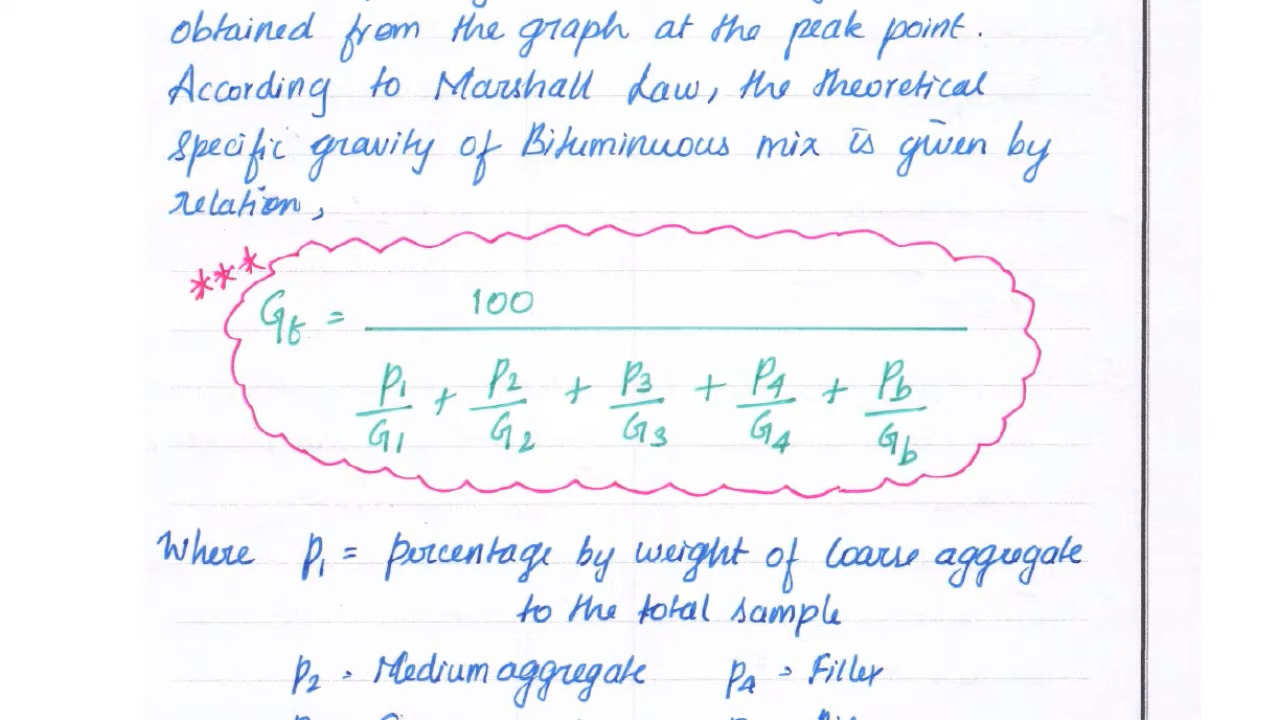 obtained from the graph at the peak point.
According to Marshall Law, the theoretical
specific gravity of Bituminuous mix is given by
relation,
***
Gt = 100
P1/G1 + P2/G2 + P3/G3 + P4/G4 + Pb/Gb
Where P1 = percentage by weight of Coarse aggregate
to the total sample
P2 = Medium aggregate P4 = Filler